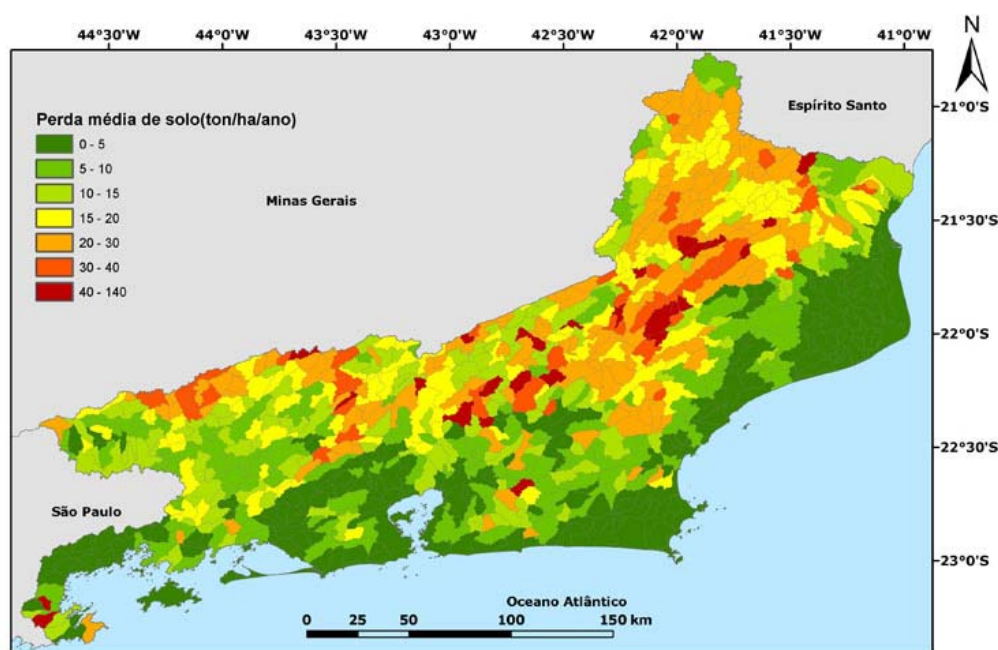 44°30'W 44°0'W 43°30'W 43°0'W 42°30'W 42°0'W 41°30'W 41°0'W
N
Espírito Santo
21°0'S
Perda média de solo(ton/ha/ano)
0 - 5
5 - 10
10 - 15
15 - 20
20 - 30
30 - 40
40 - 140
Minas Gerais
21°30'S
22°0'S
22°30'S
São Paulo
23°0'S
Oceano Atlântico
0 25 50 100 150 km